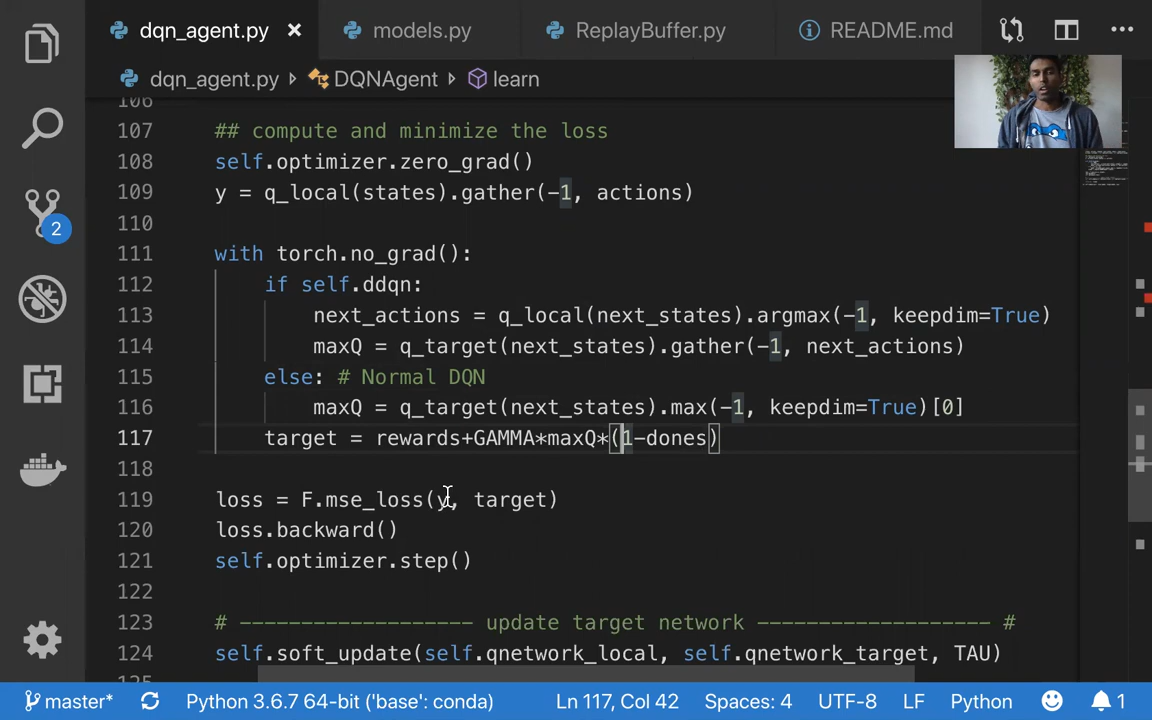 dqn_agent.py
models.py
ReplayBuffer.py
README.md
dqn_agent.py DQNAgent learn
106
107 ## compute and minimize the loss
108 self.optimizer.zero_grad()
109 y = q_local(states).gather(-1, actions)
110
111 with torch.no_grad():
112 if self.ddqn:
113 next_actions = q_local(next_states).argmax(-1, keepdim=True)
114 maxQ = q_target(next_states).gather(-1, next_actions)
115 else: # Normal DQN
116 maxQ = q_target(next_states).max(-1, keepdim=True)[0]
117 target = rewards+GAMMA*maxQ*(1-dones)
118
119 loss = F.mse_loss(y, target)
120 loss.backward()
121 self.optimizer.step()
122
123 # ------------------- update target network ------------------- #
124 self.soft_update(self.qnetwork_local, self.qnetwork_target, TAU)
2
master* Python 3.6.7 64-bit ('base': conda) Ln 117, Col 42 Spaces: 4 UTF-8 LF Python 1